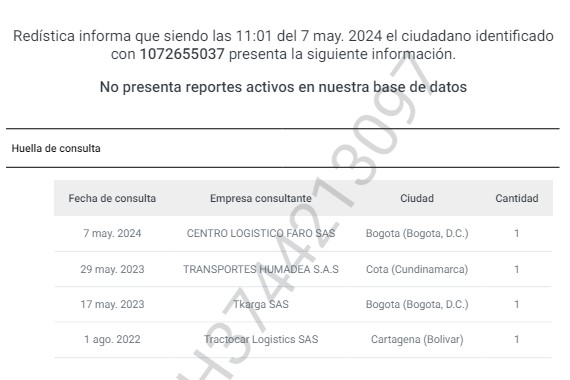 Redística informa que siendo las 11:01 del 7 may. 2024 el ciudadano identificado
con 1072655037 presenta la siguiente información.
No presenta reportes activos en nuestra base de datos
Huella de consulta
Fecha de consulta Empresa consultante Ciudad Cantidad
7 may. 2024 CENTRO LOGISTICO FARO SAS Bogota (Bogota, D.C.) 1
29 may. 2023 TRANSPORTES HUMADEA S.A.S Cota (Cundinamarca) 1
17 may. 2023 Tkarga SAS Bogota (Bogota, D.C.) 1
1 ago. 2022 Tractocar Logistics SAS Cartagena (Bolivar) 1
H3744213097